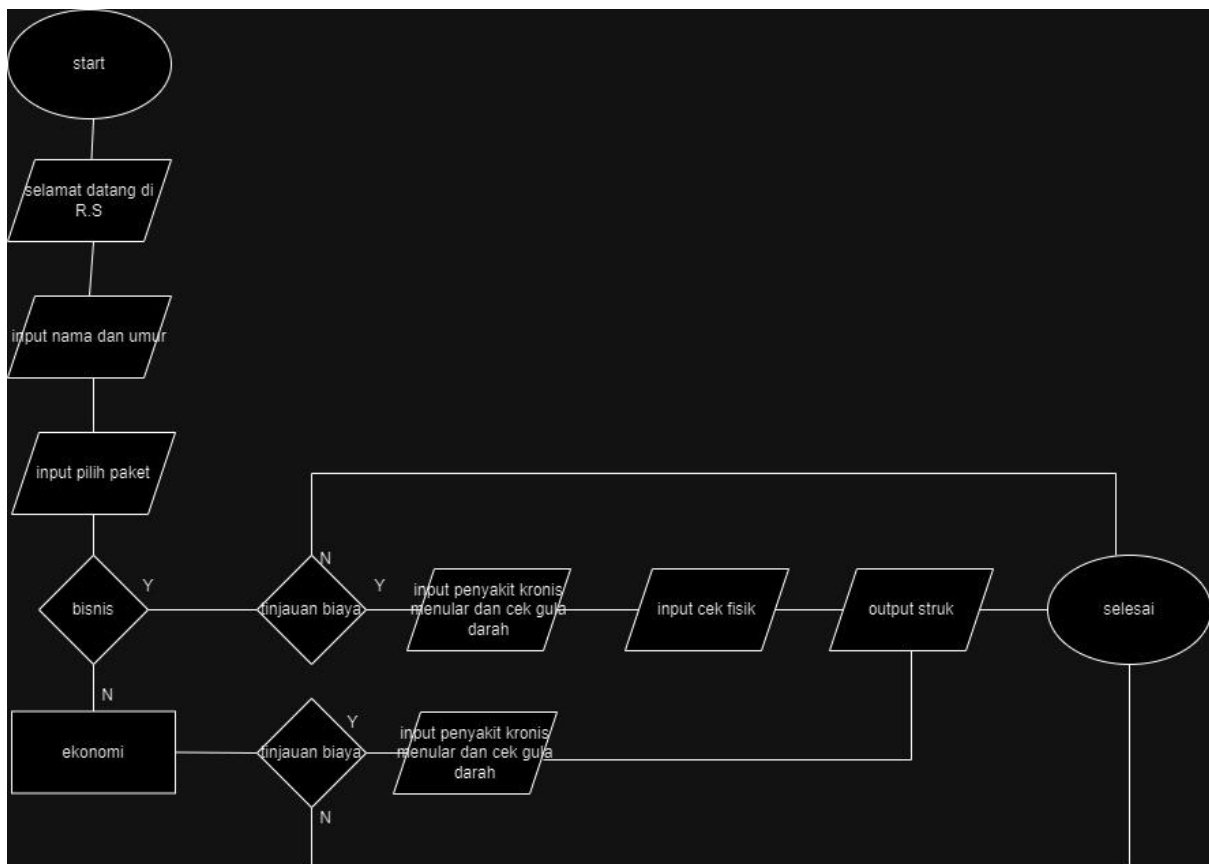 start
selamat datang di
R.S
input nama dan umur
input pilih paket
bisnis
Y
N
tinjauan biaya
N
Y
input penyakit kronis
menular dan cek gula
darah
input cek fisik
output struk
selesai
ekonomi
tinjauan biaya
Y
N
input penyakit kronis
menular dan cek gula
darah